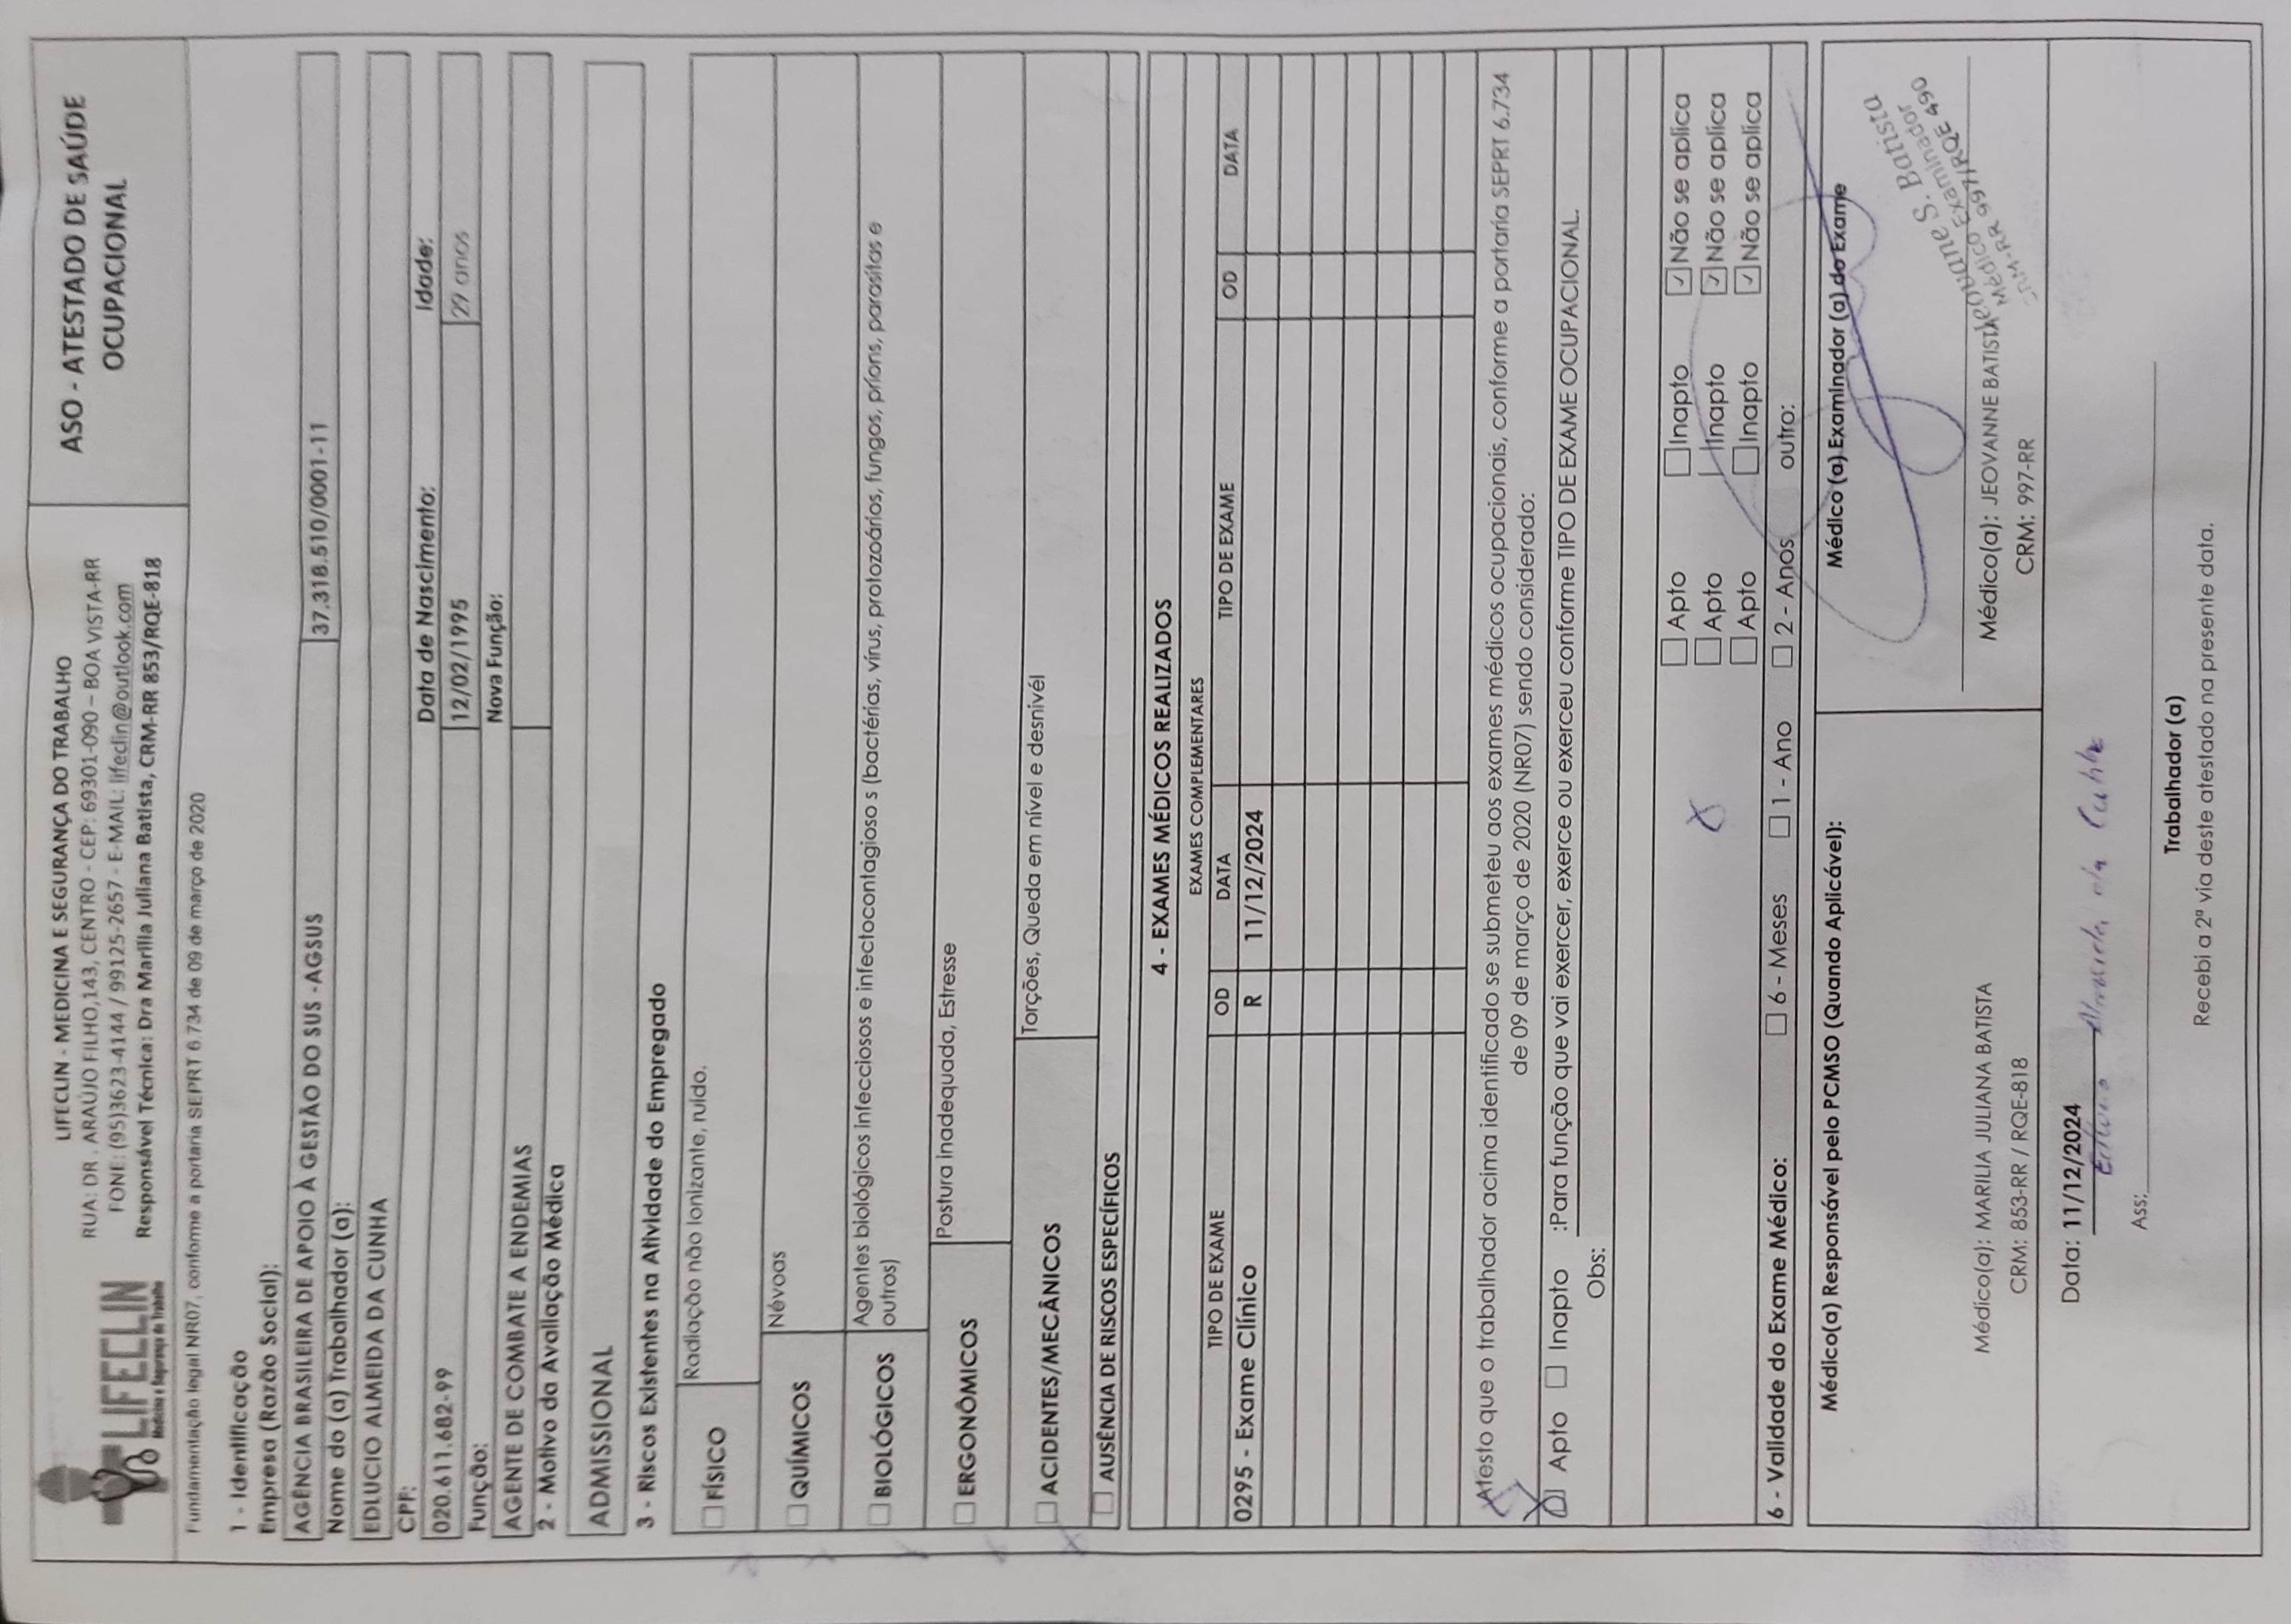 LIFECLIN
Medicina e Segurança do Trabalho
LIFECLIN - MEDICINA E SEGURANÇA DO TRABALHO
RUA: DR . ARAÚJO FILHO,143, CENTRO - CEP: 69301-090 – BOA VISTA-RR
FONE: (95)3623-4144 / 99125-2657 - E-MAIL: lifeclin@outlook.com
Responsável Técnica: Dra Marilia Juliana Batista, CRM-RR 853/RQE-818
ASO - ATESTADO DE SAÚDE
OCUPACIONAL
Fundamentação legal NR07, conforme a portaria SEPRT 6.734 de 09 de março de 2020
1 - Identificação
Empresa (Razão Social):
AGÊNCIA BRASILEIRA DE APOIO À GESTÃO DO SUS -AGSUS 37.318.510/0001-11
Nome do (a) Trabalhador (a):
EDLUCIO ALMEIDA DA CUNHA
CPF: Data de Nascimento: Idade:
020.611.682-99 12/02/1995 29 anos
Função: Nova Função:
AGENTE DE COMBATE A ENDEMIAS
2 - Motivo da Avaliação Médica
ADMISSIONAL
3 - Riscos Existentes na Atividade do Empregado
FÍSICO Radiação não ionizante, ruído.
QUÍMICOS Névoas
BIOLÓGICOS Agentes biológicos infecciosos e infectocontagioso s (bactérias, vírus, protozoários, fungos, príons, parasitas e
outros)
ERGONÔMICOS Postura inadequada, Estresse
ACIDENTES/MECÂNICOS Torções, Queda em nível e desnivél
AUSÊNCIA DE RISCOS ESPECÍFICOS
4 - EXAMES MÉDICOS REALIZADOS
EXAMES COMPLEMENTARES
TIPO DE EXAME OD DATA TIPO DE EXAME OD DATA
0295 - Exame Clínico R 11/12/2024
Atesto que o trabalhador acima identificado se submeteu aos exames médicos ocupacionais, conforme a portaria SEPRT 6.734
de 09 de março de 2020 (NR07) sendo considerado:
Apto Inapto :Para função que vai exercer, exerce ou exerceu conforme TIPO DE EXAME OCUPACIONAL.
Obs:
Apto Inapto Não se aplica
Apto Inapto Não se aplica
Apto Inapto Não se aplica
6 - Validade do Exame Médico: 6 - Meses 1 - Ano 2 - Anos outro:
Médico(a) Responsável pelo PCMSO (Quando Aplicável):
Médico(a): MARILIA JULIANA BATISTA
CRM: 853-RR / RQE-818
Médico (a) Examinador (a) do Exame
Médico(a): JEOVANNE BATISTA
CRM: 997-RR
Jeovane S. Batista
Médico Examinador
CRM-RR 997/RQE 490
Data: 11/12/2024
Almeida da
Ass:
Trabalhador (a)
Recebi a 2ª via deste atestado na presente data.